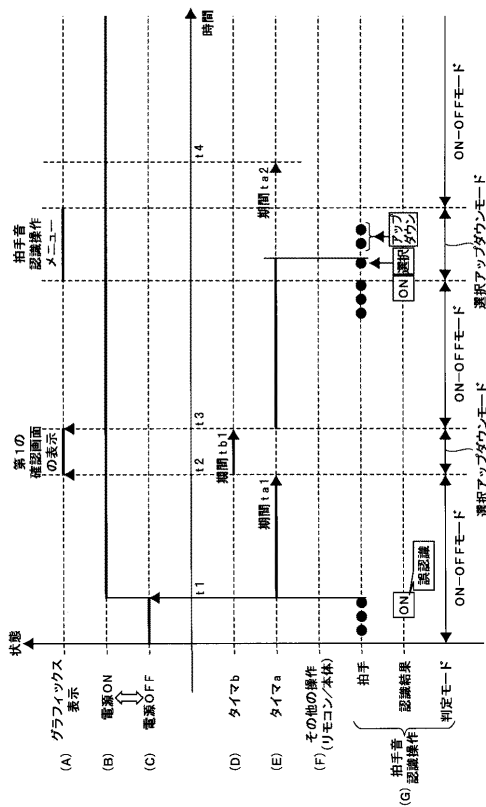 状態
時間
(A) グラフィックス表示
第1の確認画面の表示
拍手音認識操作メニュー
(B) 電源ON
(C) 電源OFF
t1
t2
t3
t4
(D) タイマb
期間tb1
(E) タイマa
期間ta1
期間ta2
(F) その他の操作(リモコン/本体)
(G) 拍手音認識操作
拍手
選択
アップダウン
認識結果
ON
誤認識
ON
判定モード
ON-OFFモード
選択アップダウンモード
ON-OFFモード
選択アップダウンモード
ON-OFFモード